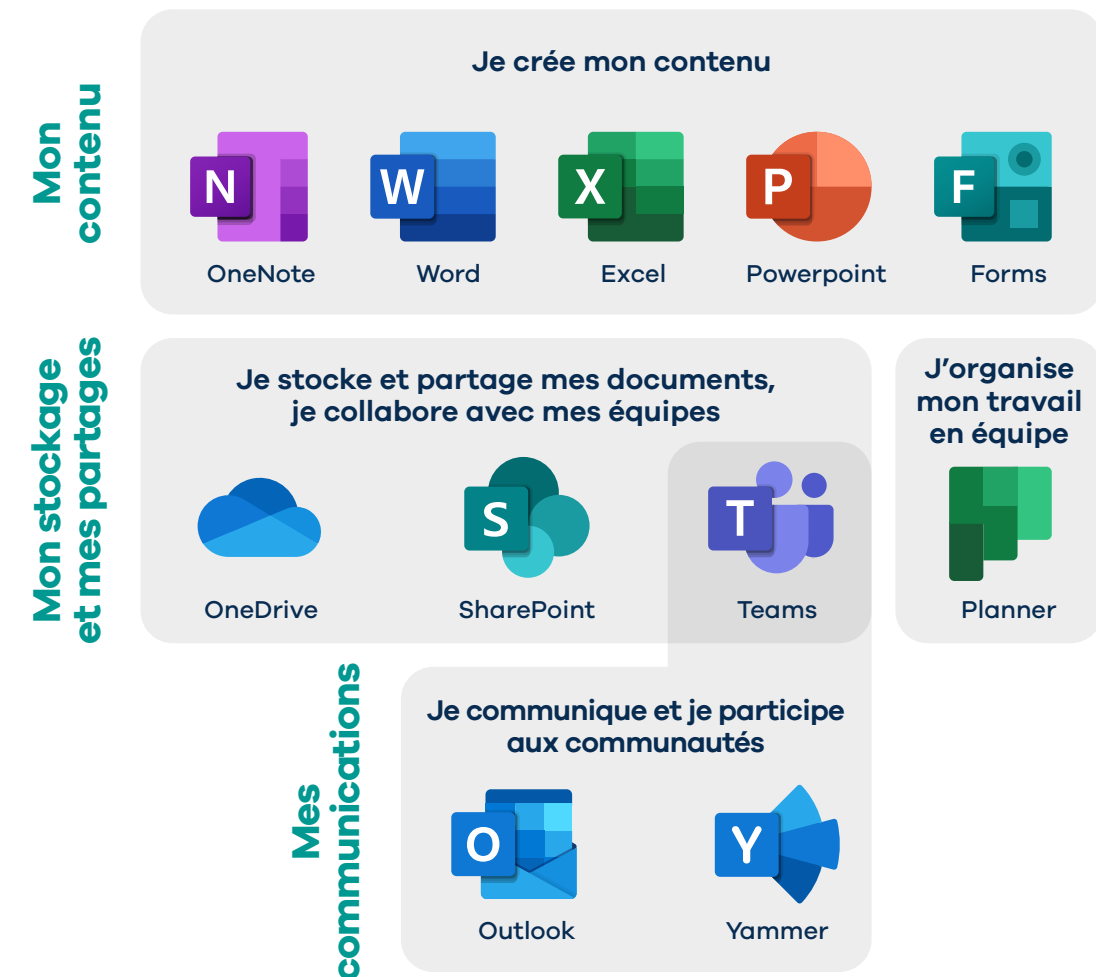 Mon
contenu
Je crée mon contenu
N
W
X
P
F
OneNote
Word
Excel
Powerpoint
Forms
Mon stockage
et mes partages
Je stocke et partage mes documents,
je collabore avec mes équipes
S
T
OneDrive
SharePoint
Teams
J’organise
mon travail
en équipe
Planner
Mes
communications
Je communique et je participe
aux communautés
O
Y
Outlook
Yammer